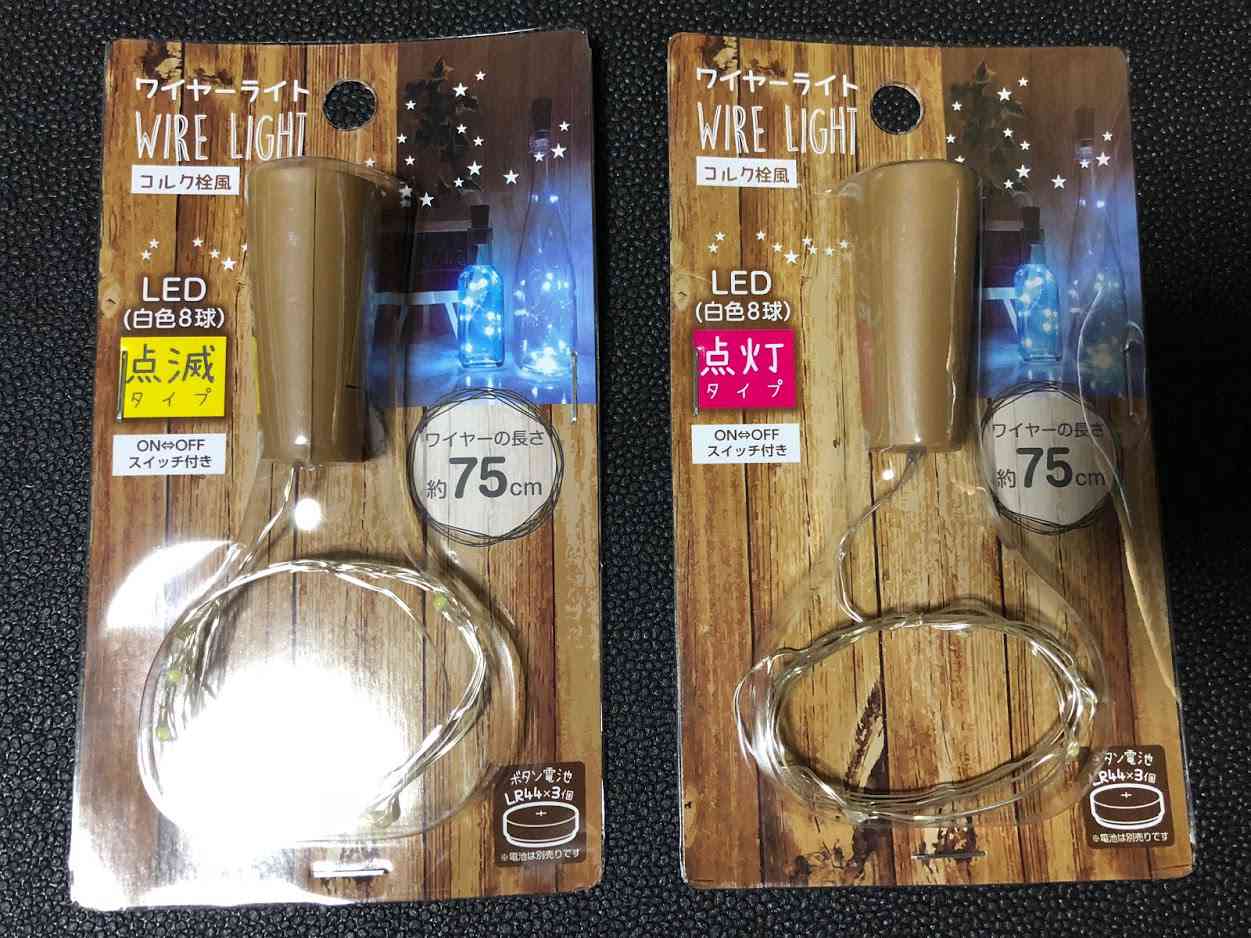 ワイヤーライト
WIRE LIGHT
コルク栓風
LED
(白色8球)
点滅
タイプ
ON⇔OFF
スイッチ付き
ワイヤーの長さ
約75cm
ボタン電池
LR44×3個
※電池は別売りです
ワイヤーライト
WIRE LIGHT
コルク栓風
LED
(白色8球)
点灯
タイプ
ON⇔OFF
スイッチ付き
ワイヤーの長さ
約75cm
ボタン電池
LR44×3個
※電池は別売りです